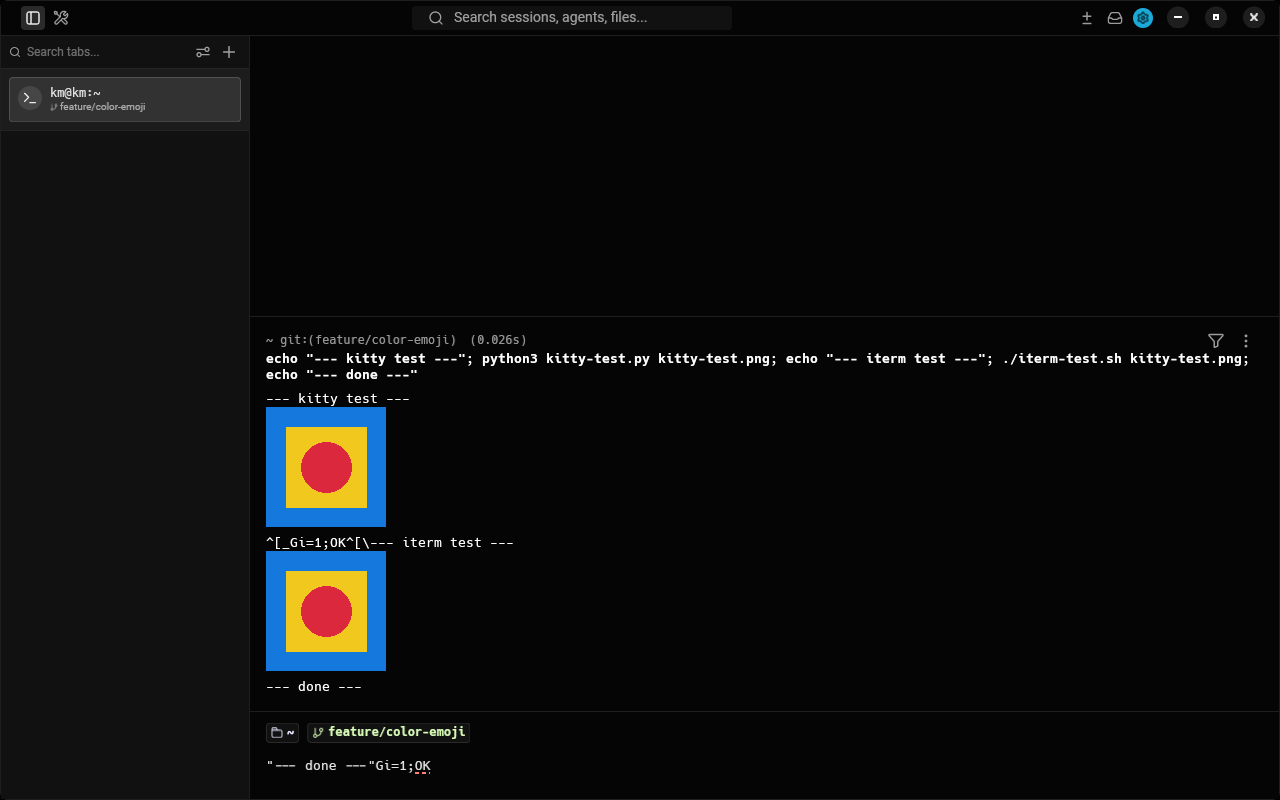 Search sessions, agents, files...
Search tabs...
km@km:~
feature/color-emoji
~ git:(feature/color-emoji) (0.026s)
echo "--- kitty test ---"; python3 kitty-test.py kitty-test.png; echo "--- iterm test ---"; ./iterm-test.sh kitty-test.png;
echo "--- done ---"
--- kitty test ---
^[_Gi=1;OK^[\--- iterm test ---
--- done ---
~ feature/color-emoji
"--- done ---"Gi=1;OK